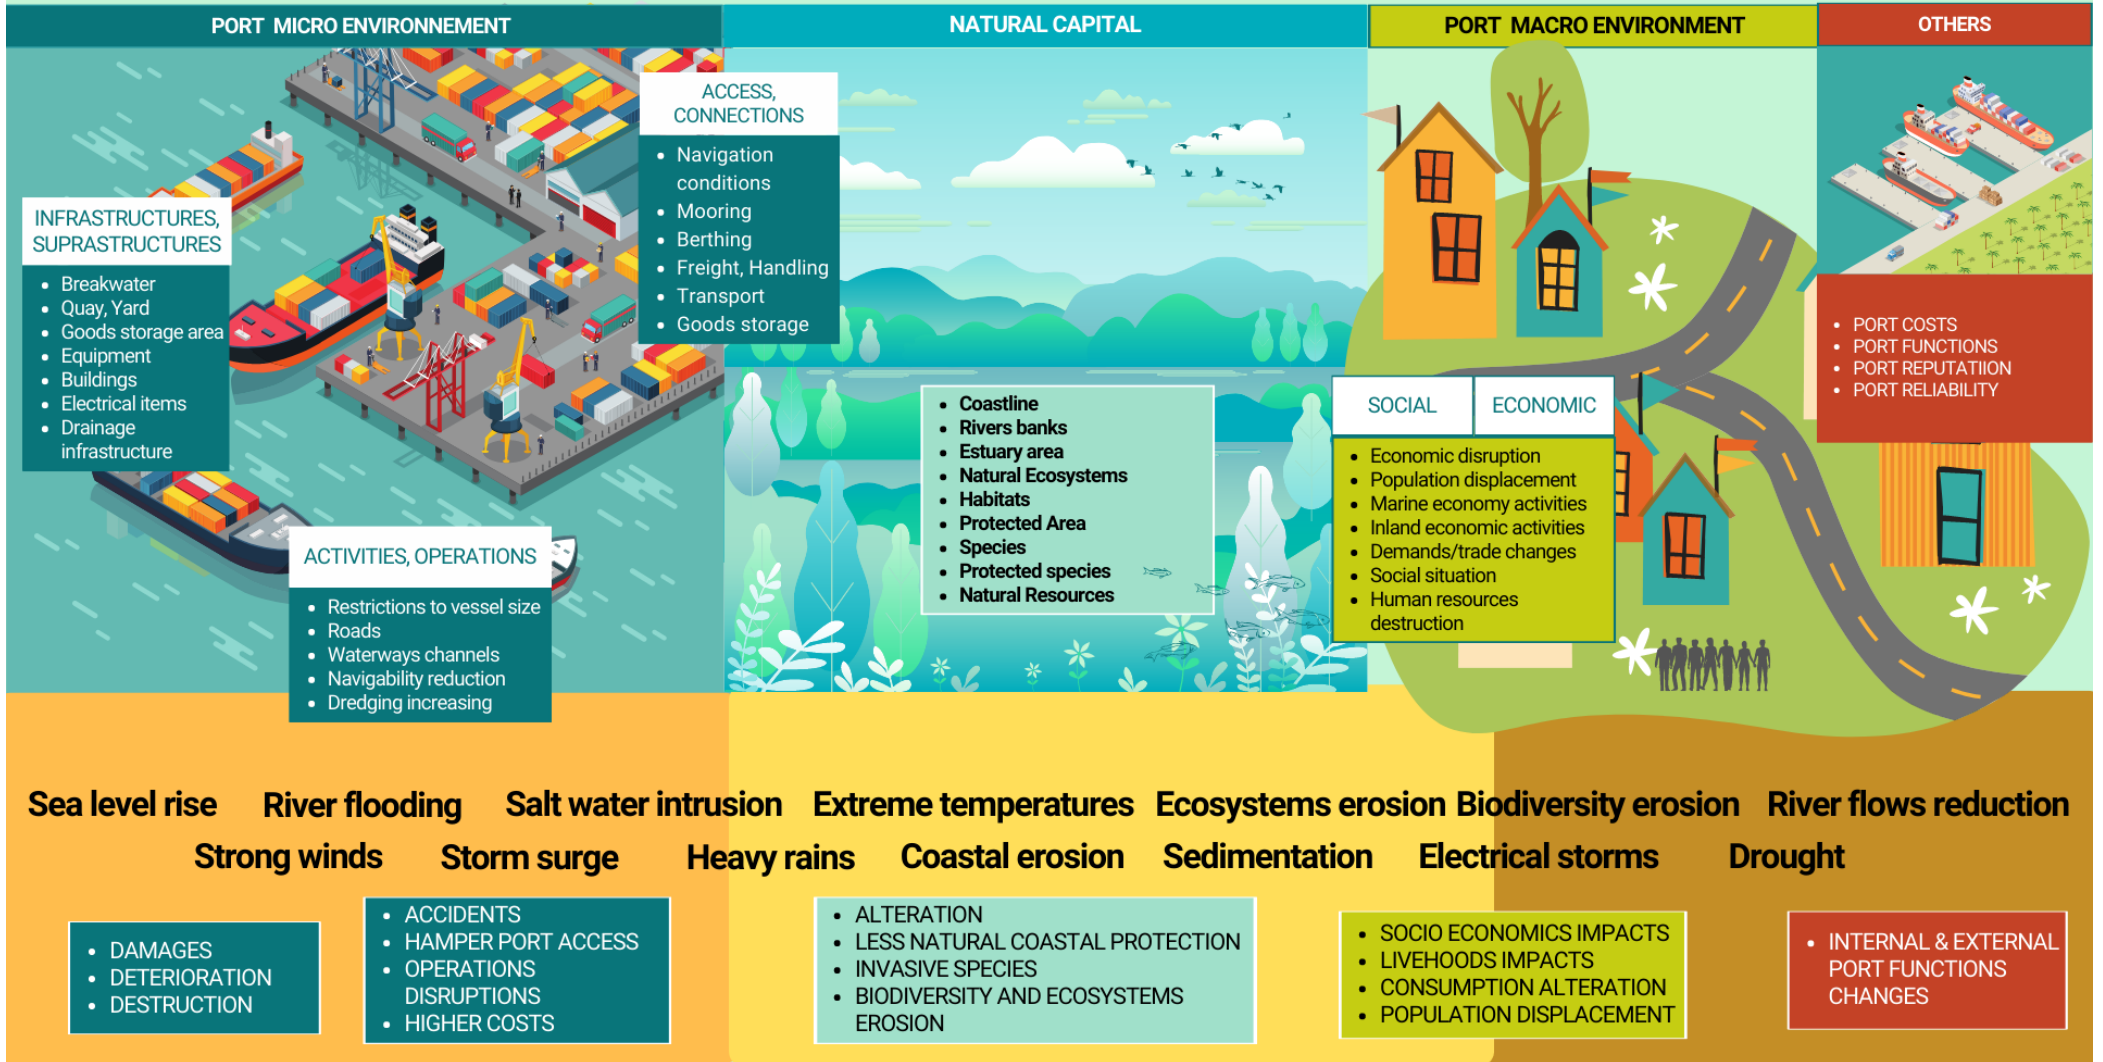 PORT MICRO ENVIRONNEMENT
NATURAL CAPITAL
PORT MACRO ENVIRONMENT
OTHERS
ACCESS,
CONNECTIONS
• Navigation
conditions
• Mooring
• Berthing
• Freight, Handling
• Transport
• Goods storage
INFRASTRUCTURES,
SUPRASTRUCTURES
• Breakwater
• Quay, Yard
• Goods storage area
• Equipment
• Buildings
• Electrical items
• Drainage
infrastructure
ACTIVITIES, OPERATIONS
• Restrictions to vessel size
• Roads
• Waterways channels
• Navigability reduction
• Dredging increasing
• Coastline
• Rivers banks
• Estuary area
• Natural Ecosystems
• Habitats
• Protected Area
• Species
• Protected species
• Natural Resources
SOCIAL
ECONOMIC
• Economic disruption
• Population displacement
• Marine economy activities
• Inland economic activities
• Demands/trade changes
• Social situation
• Human resources
destruction
• PORT COSTS
• PORT FUNCTIONS
• PORT REPUTATIION
• PORT RELIABILITY
Sea level rise River flooding Salt water intrusion Extreme temperatures Ecosystems erosion Biodiversity erosion River flows reduction
Strong winds Storm surge Heavy rains Coastal erosion Sedimentation Electrical storms Drought
• DAMAGES
• DETERIORATION
• DESTRUCTION
• ACCIDENTS
• HAMPER PORT ACCESS
• OPERATIONS
DISRUPTIONS
• HIGHER COSTS
• ALTERATION
• LESS NATURAL COASTAL PROTECTION
• INVASIVE SPECIES
• BIODIVERSITY AND ECOSYSTEMS
EROSION
• SOCIO ECONOMICS IMPACTS
• LIVEHOODS IMPACTS
• CONSUMPTION ALTERATION
• POPULATION DISPLACEMENT
• INTERNAL & EXTERNAL
PORT FUNCTIONS
CHANGES